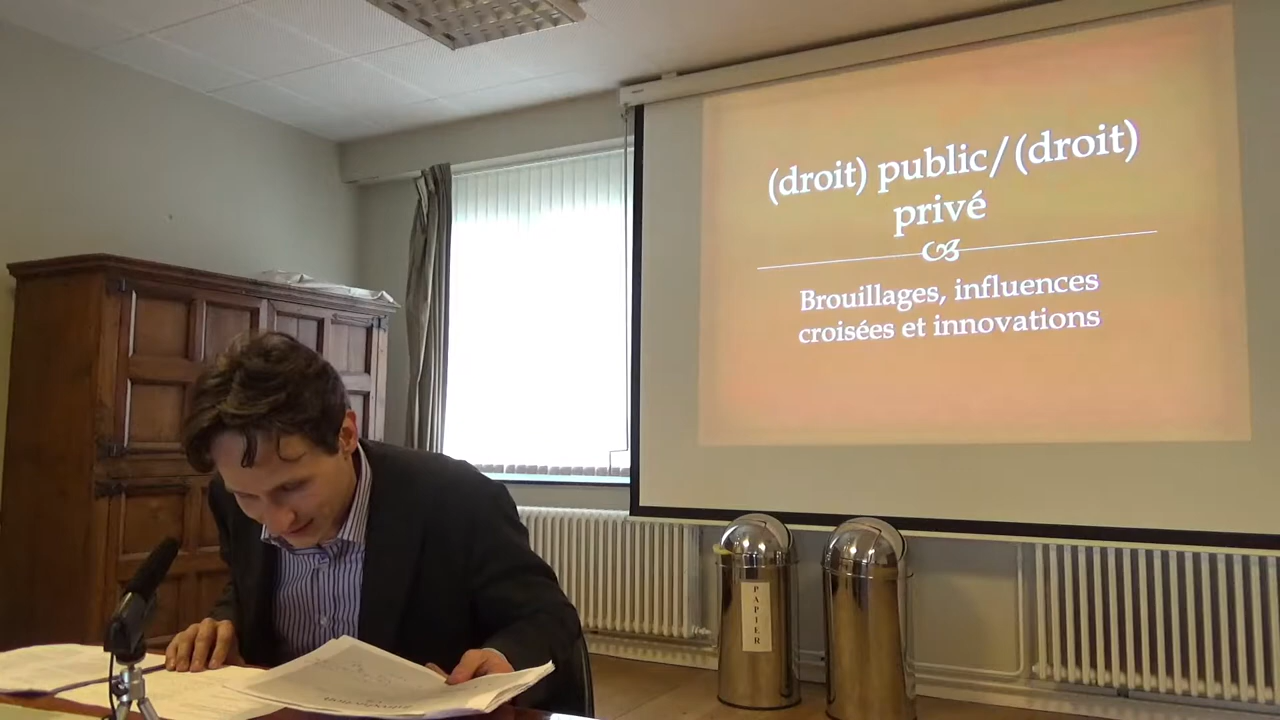 (droit) public/(droit)
privé
Brouillages, influences
croisées et innovations
PAPIER